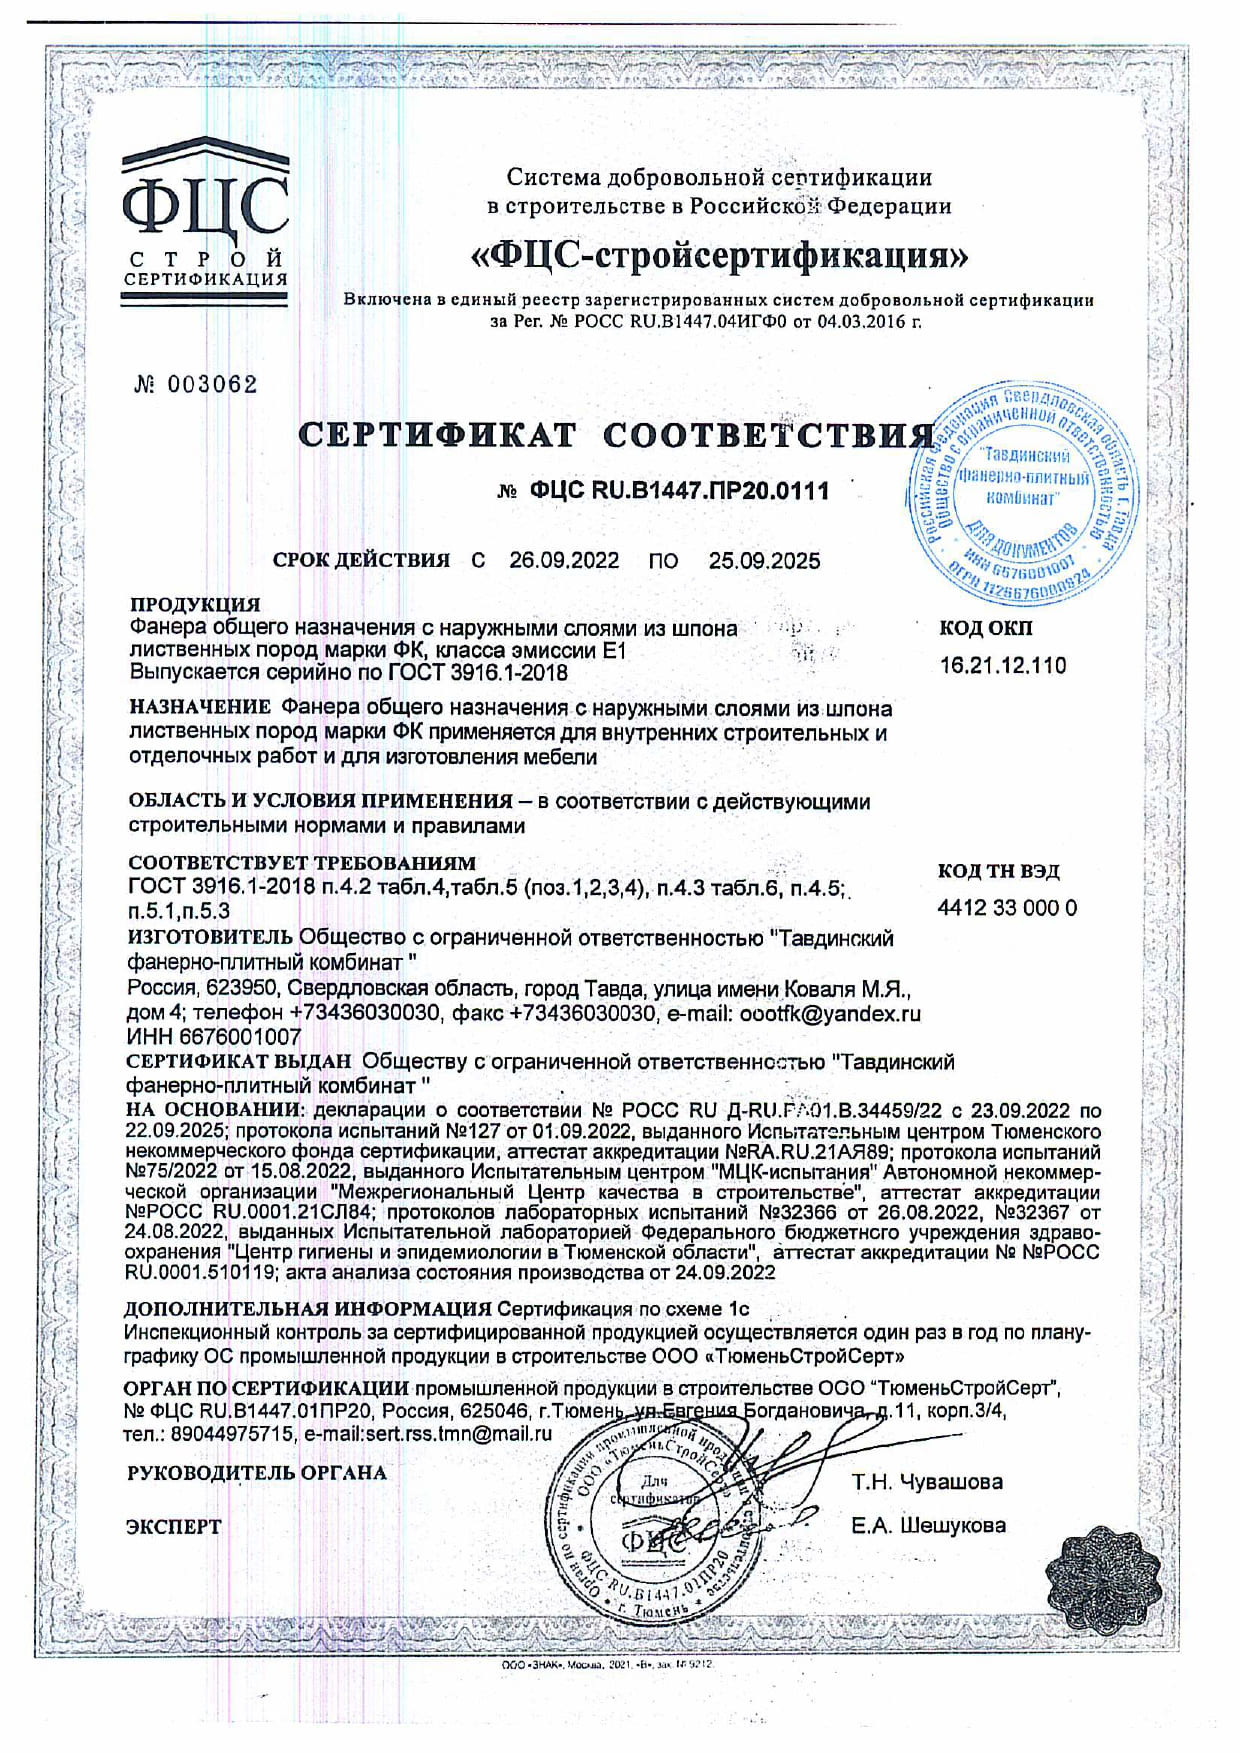 ФЦС
СТРОЙ
СЕРТИФИКАЦИЯ
Система добровольной сертификации
в строительстве в Российской Федерации
«ФЦС-стройсертификация»
Включена в единый реестр зарегистрированных систем добровольной сертификации
за Рег. № РОСС RU.В1447.04ИГФ0 от 04.03.2016 г.
№ 003062
СЕРТИФИКАТ СООТВЕТСТВИЯ
№ ФЦС RU.В1447.ПР20.0111
Российская Федерация Свердловская область г. Тавда
Общество с ограниченной ответственностью
"Тавдинский
фанерно-плитный
комбинат"
ДЛЯ ДОКУМЕНТОВ
ИНН 6676001007
СРОК ДЕЙСТВИЯ С 26.09.2022 ПО 25.09.2025
ПРОДУКЦИЯ
Фанера общего назначения с наружными слоями из шпона
лиственных пород марки ФК, класса эмиссии Е1
Выпускается серийно по ГОСТ 3916.1-2018
КОД ОКП
16.21.12.110
НАЗНАЧЕНИЕ Фанера общего назначения с наружными слоями из шпона
лиственных пород марки ФК применяется для внутренних строительных и
отделочных работ и для изготовления мебели
ОБЛАСТЬ И УСЛОВИЯ ПРИМЕНЕНИЯ – в соответствии с действующими
строительными нормами и правилами
СООТВЕТСТВУЕТ ТРЕБОВАНИЯМ
ГОСТ 3916.1-2018 п.4.2 табл.4,табл.5 (поз.1,2,3,4), п.4.3 табл.6, п.4.5;
п.5.1,п.5.3
КОД ТН ВЭД
4412 33 000 0
ИЗГОТОВИТЕЛЬ Общество с ограниченной ответственностью "Тавдинский
фанерно-плитный комбинат "
Россия, 623950, Свердловская область, город Тавда, улица имени Коваля М.Я.,
дом 4; телефон +73436030030, факс +73436030030, e-mail: oootfk@yandex.ru
ИНН 6676001007
СЕРТИФИКАТ ВЫДАН Обществу с ограниченной ответственностью "Тавдинский
фанерно-плитный комбинат "
НА ОСНОВАНИИ: декларации о соответствии № РОСС RU Д-RU.РА01.В.34459/22 с 23.09.2022 по
22.09.2025; протокола испытаний №127 от 01.09.2022, выданного Испытательным центром Тюменского
некоммерческого фонда сертификации, аттестат аккредитации №RA.RU.21АЯ89; протокола испытаний
№75/2022 от 15.08.2022, выданного Испытательным центром "МЦК-испытания" Автономной некоммер-
ческой организации "Межрегиональный Центр качества в строительстве", аттестат аккредитации
№РОСС RU.0001.21СЛ84; протоколов лабораторных испытаний №32366 от 26.08.2022, №32367 от
24.08.2022, выданных Испытательной лабораторией Федерального бюджетного учреждения здраво-
охранения "Центр гигиены и эпидемиологии в Тюменской области", аттестат аккредитации № №РОСС
RU.0001.510119; акта анализа состояния производства от 24.09.2022
ДОПОЛНИТЕЛЬНАЯ ИНФОРМАЦИЯ Сертификация по схеме 1с
Инспекционный контроль за сертифицированной продукцией осуществляется один раз в год по плану-
графику ОС промышленной продукции в строительстве ООО «ТюменьСтройСерт»
ОРГАН ПО СЕРТИФИКАЦИИ промышленной продукции в строительстве ООО "ТюменьСтройСерт",
№ ФЦС RU.В1447.01ПР20, Россия, 625046, г.Тюмень, ул.Евгения Богдановича, д.11, корп.3/4,
тел.: 89044975715, e-mail:sert.rss.tmn@mail.ru
РУКОВОДИТЕЛЬ ОРГАНА
Т.Н. Чувашова
ЭКСПЕРТ
Е.А. Шешукова
Орган по сертификации промышленной продукции в строительстве
ООО «ТюменьСтройСерт»
Для
сертификатов
ФЦС
ФЦС RU.В1447.01ПР20
г. Тюмень
ООО «ЗНАК», Москва, 2021, «В», зак. № 9212.